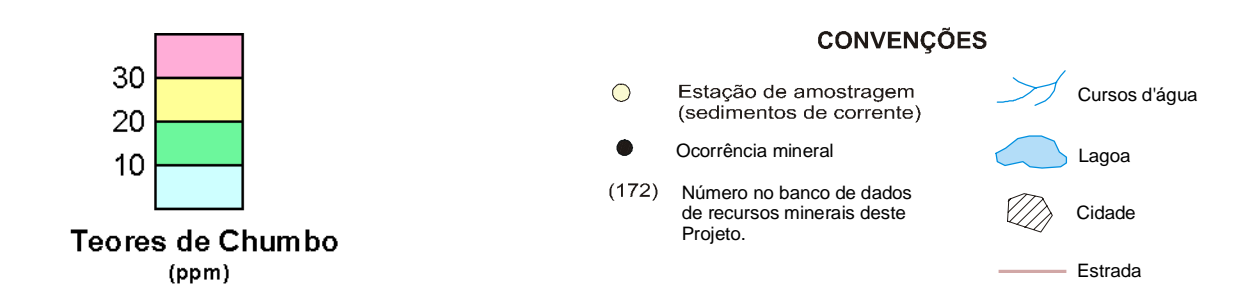 30
20
10
Teores de Chumbo
(ppm)
CONVENÇÕES
Estação de amostragem
(sedimentos de corrente)
Ocorrência mineral
(172) Número no banco de dados
de recursos minerais deste
Projeto.
Cursos d'água
Lagoa
Cidade
Estrada